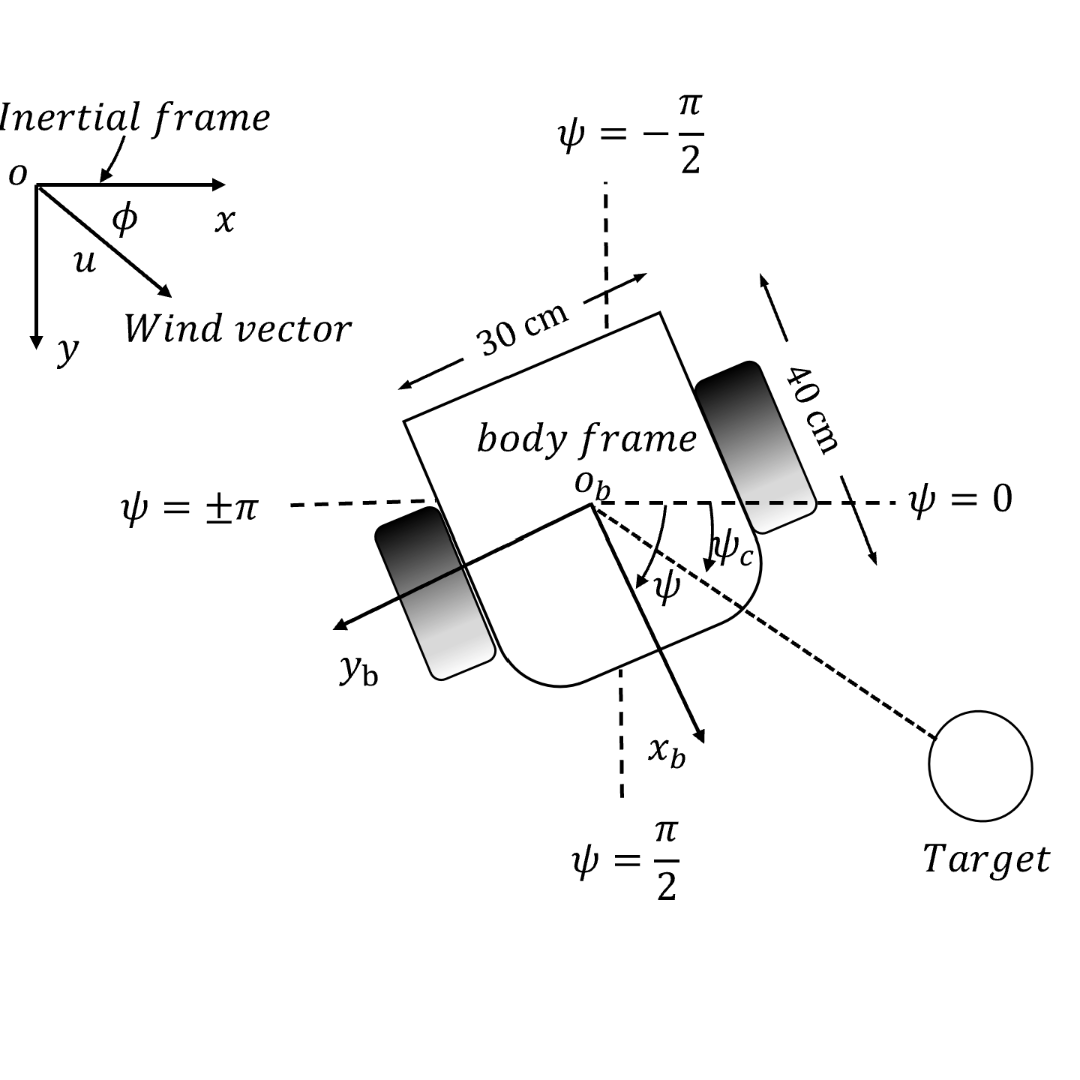 Inertial frame
o
x
ϕ
u
y
Wind vector
ψ = −π/2
30 cm
40 cm
body frame
o_b
ψ = ±π
ψ = 0
ψ_c
ψ
y_b
x_b
ψ = π/2
Target